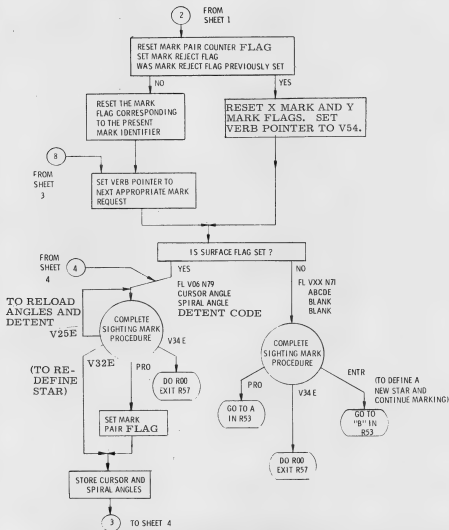 2
FROM
SHEET 1
RESET MARK PAIR COUNTER FLAG
SET MARK REJECT FLAG
WAS MARK REJECT FLAG PREVIOUSLY SET
NO
YES
RESET THE MARK
FLAG CORRESPONDING
TO THE PRESENT
MARK IDENTIFIER
RESET X MARK AND Y
MARK FLAGS. SET
VERB POINTER TO V54.
8
FROM
SHEET
3
SET VERB POINTER TO
NEXT APPROPRIATE MARK
REQUEST
IS SURFACE FLAG SET ?
FROM
SHEET
4
4
YES
NO
FL V06 N79
CURSOR ANGLE
SPIRAL ANGLE
DETENT CODE
FL VXX N71
ABCDE
BLANK
BLANK
TO RELOAD
ANGLES AND
DETENT
V25E
COMPLETE
SIGHTING MARK
PROCEDURE
V32E
(TO RE-
DEFINE
STAR)
PRO
V34 E
DO R00
EXIT R57
COMPLETE
SIGHTING MARK
PROCEDURE
PRO
GO TO A
IN R53
V34 E
DO R00
EXIT R57
ENTR
(TO DEFINE A
NEW STAR AND
CONTINUE MARKING)
GO TO
"B" IN
R53
SET MARK
PAIR FLAG
STORE CURSOR AND
SPIRAL ANGLES
3
TO SHEET 4